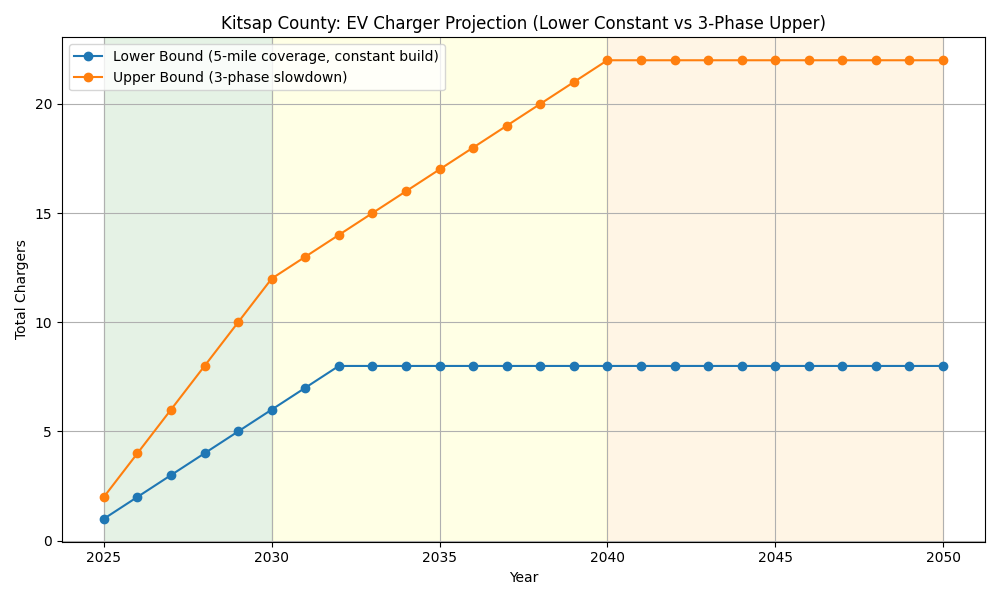 Kitsap County: EV Charger Projection (Lower Constant vs 3-Phase Upper)
Lower Bound (5-mile coverage, constant build)
Upper Bound (3-phase slowdown)
Total Chargers
20
15
10
5
0
2025 2030 2035 2040 2045 2050
Year